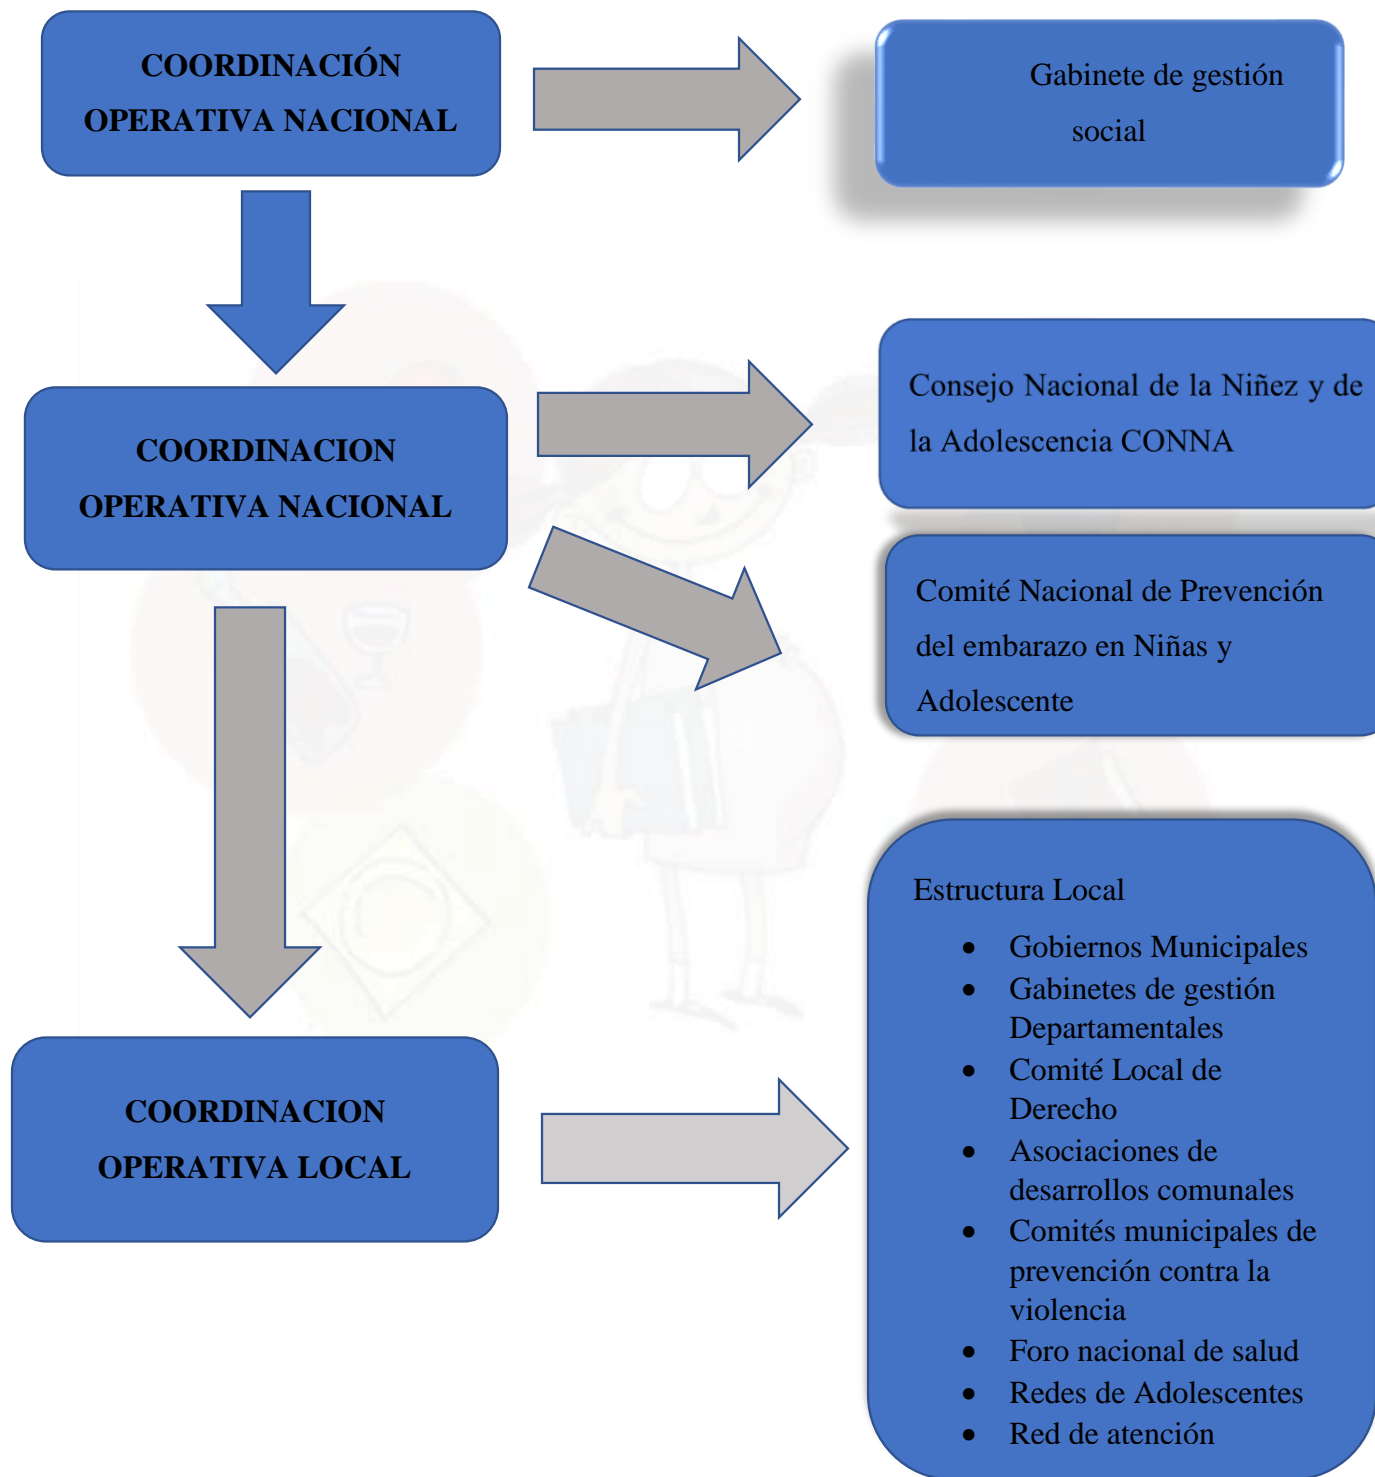 COORDINACIÓN
OPERATIVA NACIONAL
Gabinete de gestión
social
COORDINACION
OPERATIVA NACIONAL
Consejo Nacional de la Niñez y de
la Adolescencia CONNA
Comité Nacional de Prevención
del embarazo en Niñas y
Adolescente
COORDINACION
OPERATIVA LOCAL
Estructura Local
• Gobiernos Municipales
• Gabinetes de gestión
Departamentales
• Comité Local de
Derecho
• Asociaciones de
desarrollos comunales
• Comités municipales de
prevención contra la
violencia
• Foro nacional de salud
• Redes de Adolescentes
• Red de atención